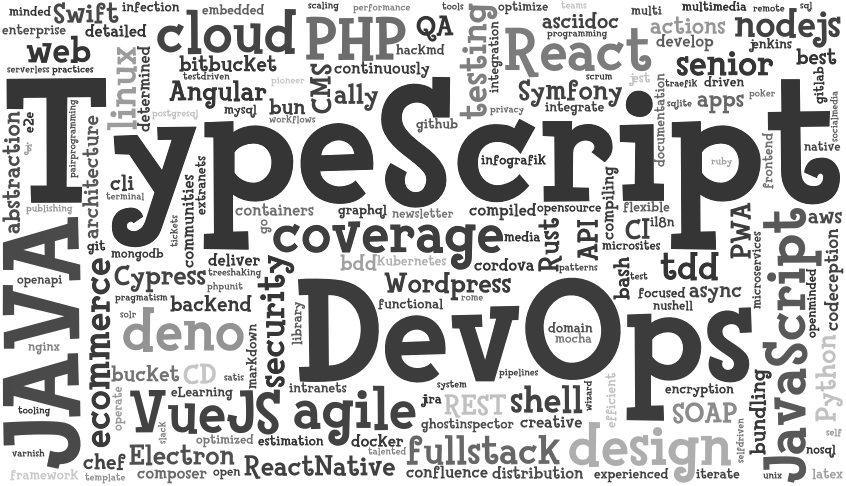 minded
Swift
infection
embedded
scaling
performance
tools
optimize
teams
multi
multimedia
remote
sql
enterprise
detailed
cloud
PHP
QA
asciidoc
programming
actions
nodejs
web
bitbucket
hackmd
testing
integration
React
develop
jenkins
serverless practices
linux
determined
testdriven
pioneer
CMS
continuously
scrum
jest
senior
best
Angular
bun
ally
Symfony
traefik
driven
gitlab
mysql
workflows
integrate
documentation
sqlite
apps
poker
socialmedia
postgresql
github
privacy
TypeScript
abstraction
e2e
pairprogramming
architecture
infografik
ruby
frontend
native
cli
terminal
communities
extranets
compiling
publishing
tickets
containers
go
graphql
newsletter
compiled
opensource
flexible
aws
git
coverage
media
Rust
API
CI
i18n
PWA
mongodb
microsites
JAVA
deliver
bdd
kubernetes
cordova
patterns
tdd
microservices
JavaScript
openminded
codeception
openapi
ecommerce
Cypress
treeshaking
phpunit
security
Wordpress
bash
test
focused
async
pragmatism
backend
library
functional
rome
nushell
solr
deno
DevOps
domain
mocha
nginx
markdown
bucket
CD
satis
intranets
pipelines
Python
operate
eLearning
system
wizard
efficient
encryption
bundling
tooling
VueJS
agile
jra
REST
shell
SOAP
slack
ghostinspector
creative
selfdriven
self
optimized
estimation
docker
talented
fullstack
design
nosql
varnish
chef
Electron
framework
template
composer
open
ReactNative
confluence
distribution
experienced
iterate
unix
latex